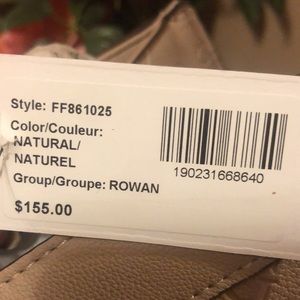 Style: FF861025
Color/Couleur:
NATURAL/
NATUREL
Group/Groupe: ROWAN
$155.00
190231668640